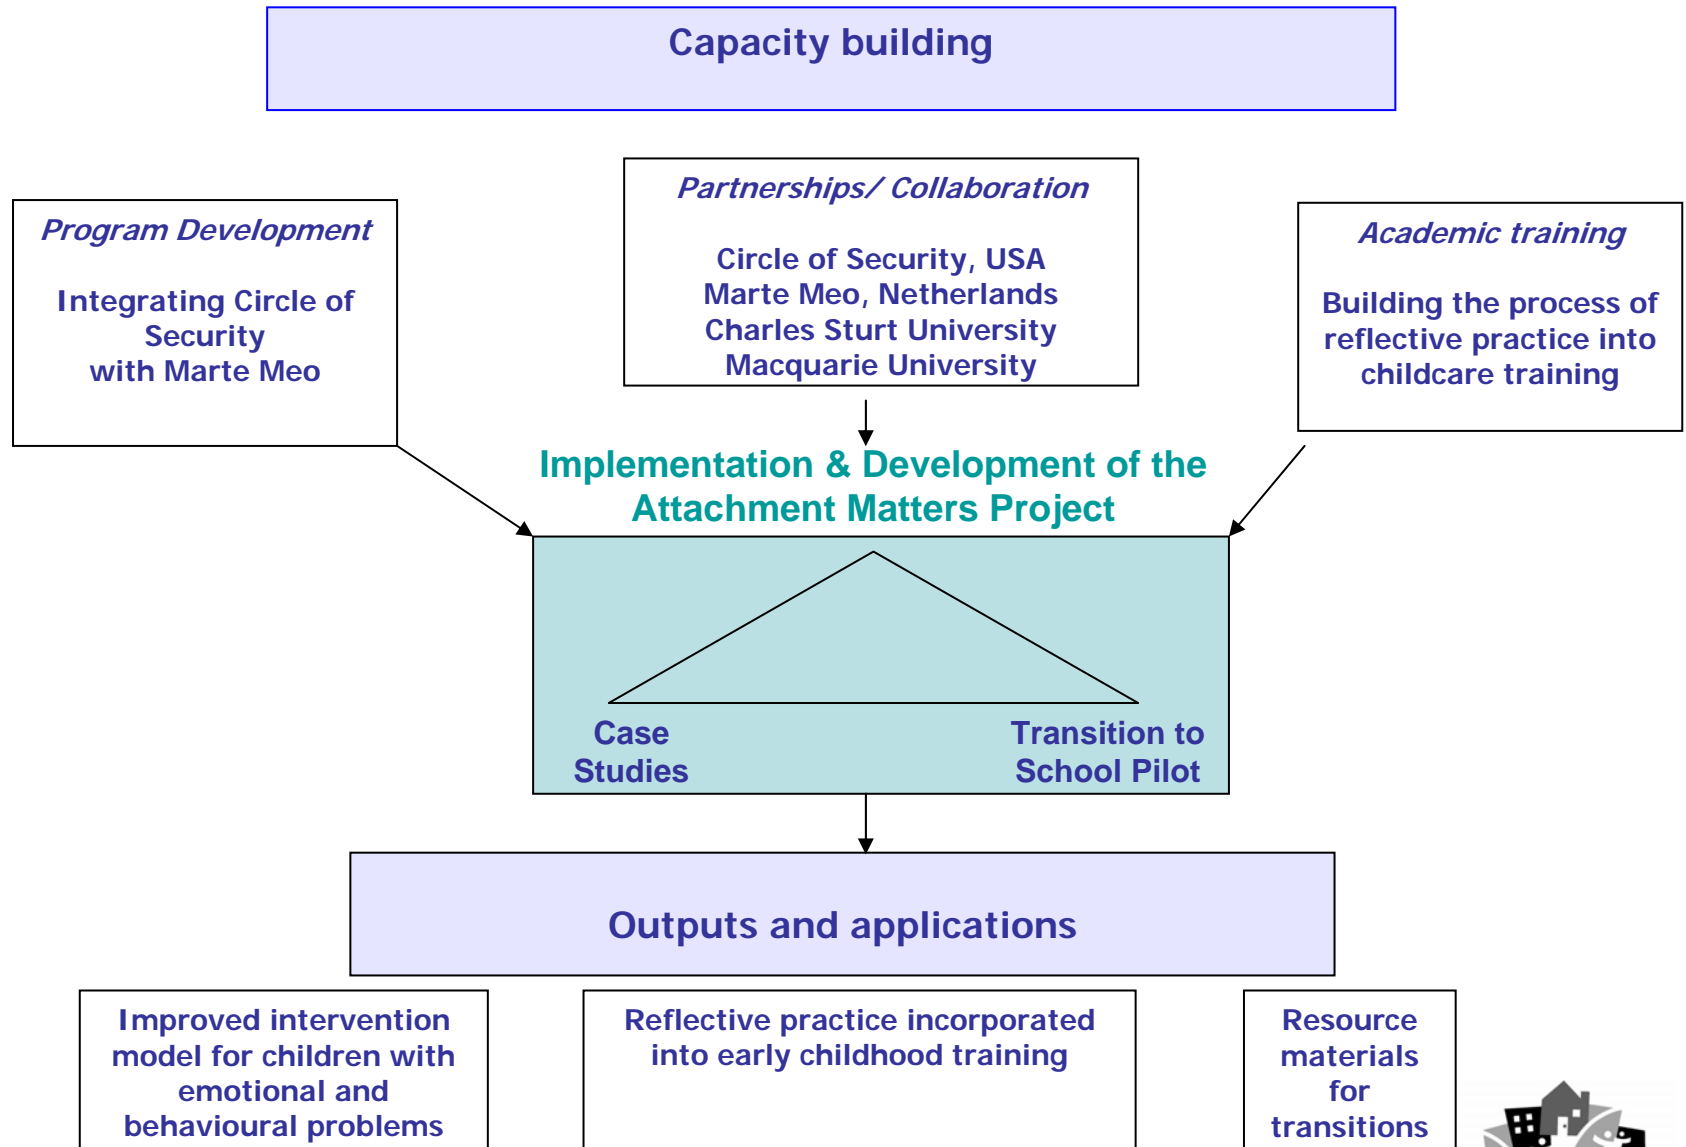 Capacity building
Program Development
Integrating Circle of
Security
with Marte Meo
Partnerships/ Collaboration
Circle of Security, USA
Marte Meo, Netherlands
Charles Sturt University
Macquarie University
Academic training
Building the process of
reflective practice into
childcare training
Implementation & Development of the
Attachment Matters Project
Case
Studies
Transition to
School Pilot
Outputs and applications
Improved intervention
model for children with
emotional and
behavioural problems
Reflective practice incorporated
into early childhood training
Resource
materials
for
transitions